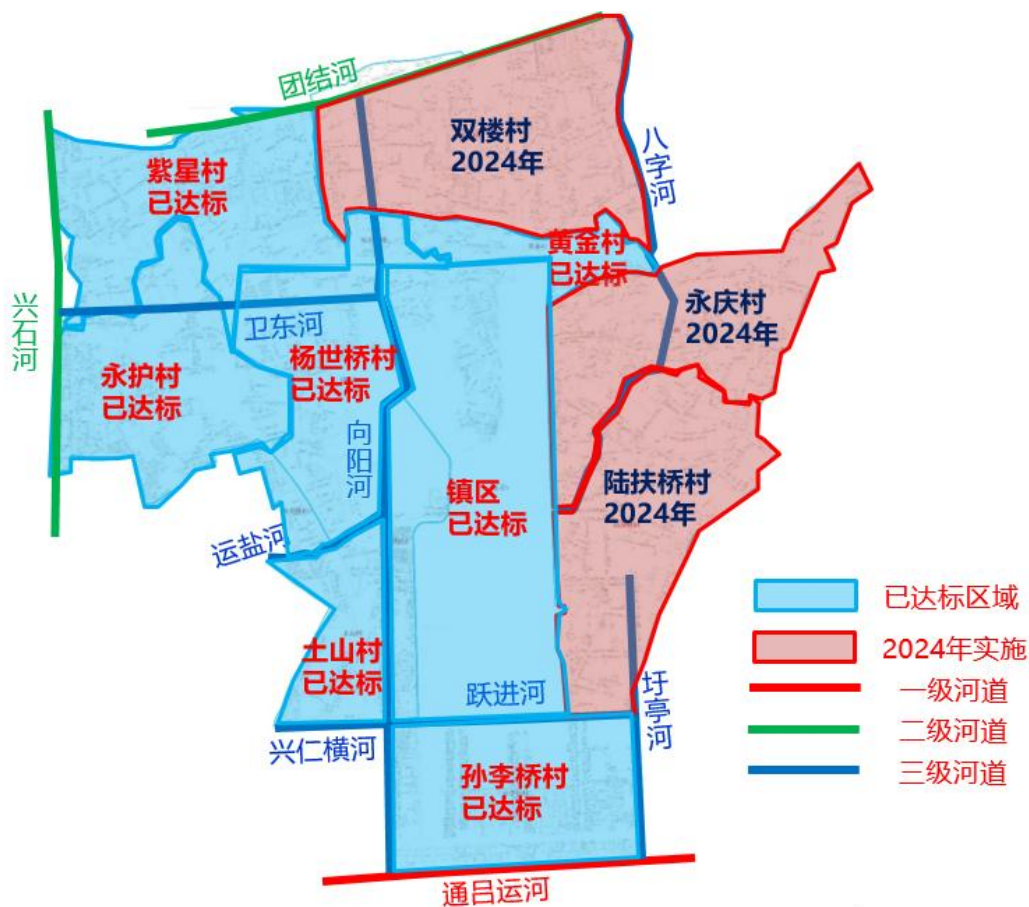 团结河
双楼村
2024年
八字河
紫星村
已达标
黄金村
已达标
永庆村
2024年
兴石河
卫东河
杨世桥村
已达标
永护村
已达标
向阳河
镇区
已达标
陆扶桥村
2024年
运盐河
土山村
已达标
跃进河
圩亭河
兴仁横河
孙李桥村
已达标
通吕运河
已达标区域
2024年实施
一级河道
二级河道
三级河道